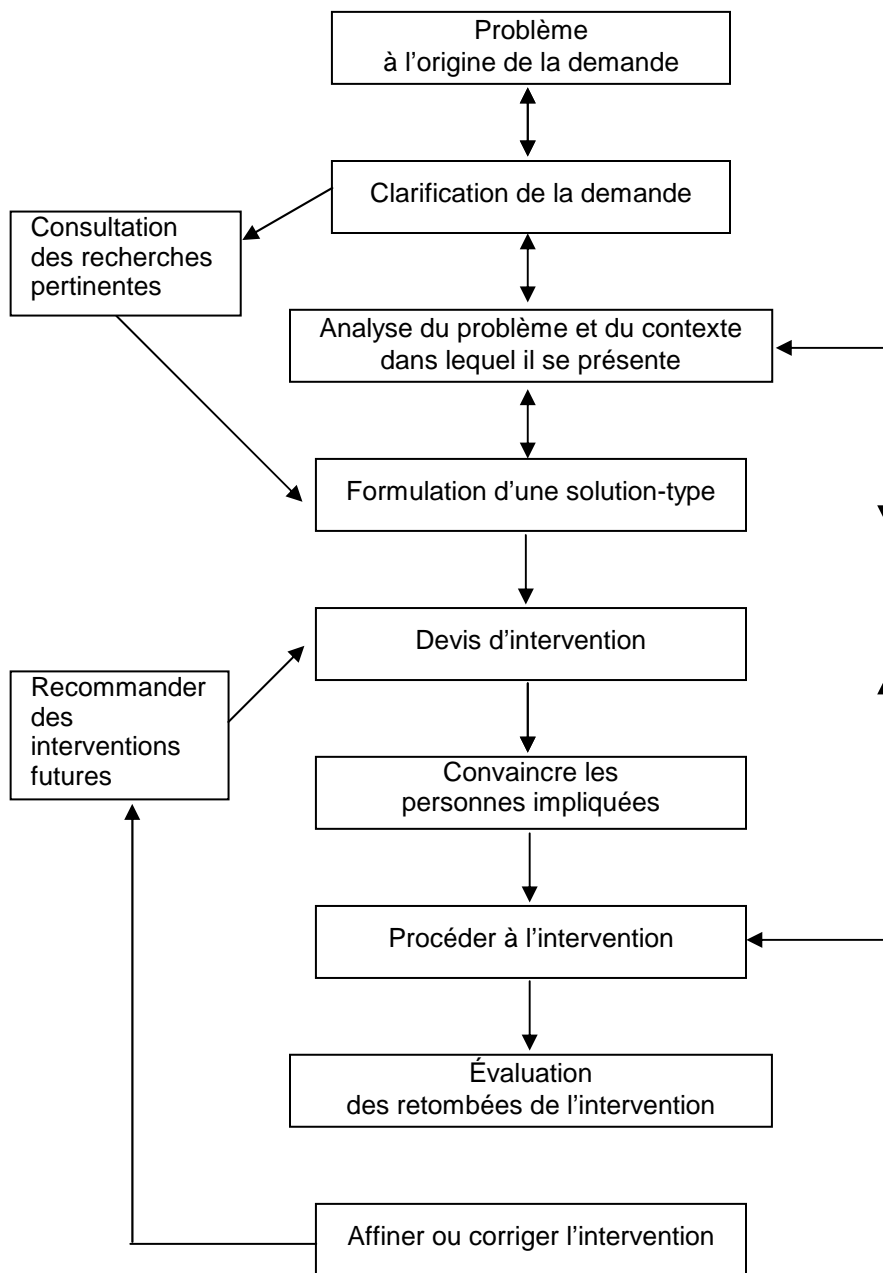 Problème
à l’origine de la demande
Clarification de la demande
Consultation
des recherches
pertinentes
Analyse du problème et du contexte
dans lequel il se présente
Formulation d’une solution-type
Devis d’intervention
Recommander
des
interventions
futures
Convaincre les
personnes impliquées
Procéder à l’intervention
Évaluation
des retombées de l’intervention
Affiner ou corriger l’intervention